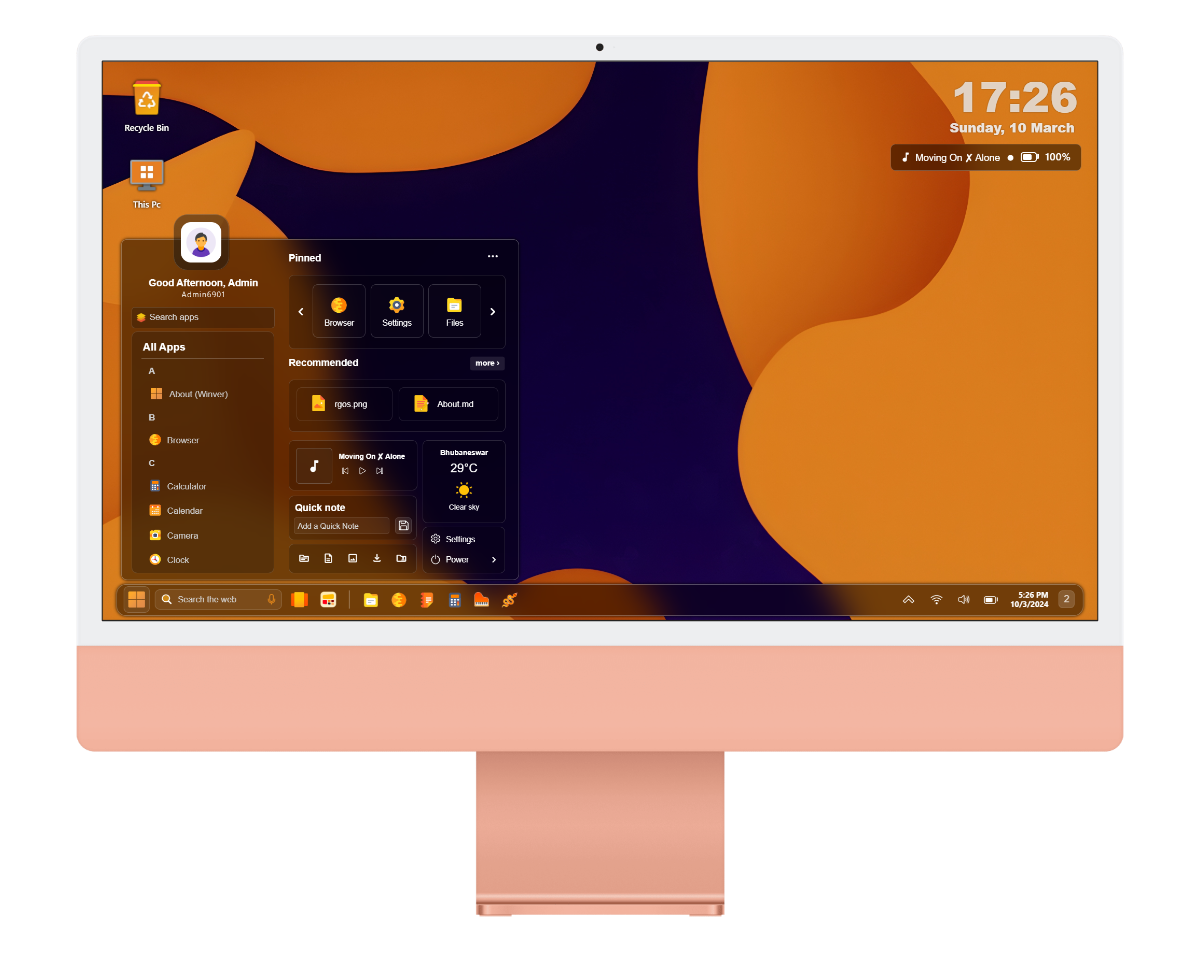 Recycle Bin
This Pc
17:26
Sunday, 10 March
Moving On ✗ Alone ● 100%
Good Afternoon, Admin
Admin6901
Search apps
All Apps
A
About (Winver)
B
Browser
C
Calculator
Calendar
Camera
Clock
Pinned
Browser
Settings
Files
Recommended
more ›
rgos.png
About.md
Moving On ✗ Alone
Bhubaneswar
29°C
Clear sky
Quick note
Add a Quick Note
Settings
Power
Search the web
5:26 PM
10/3/2024
2